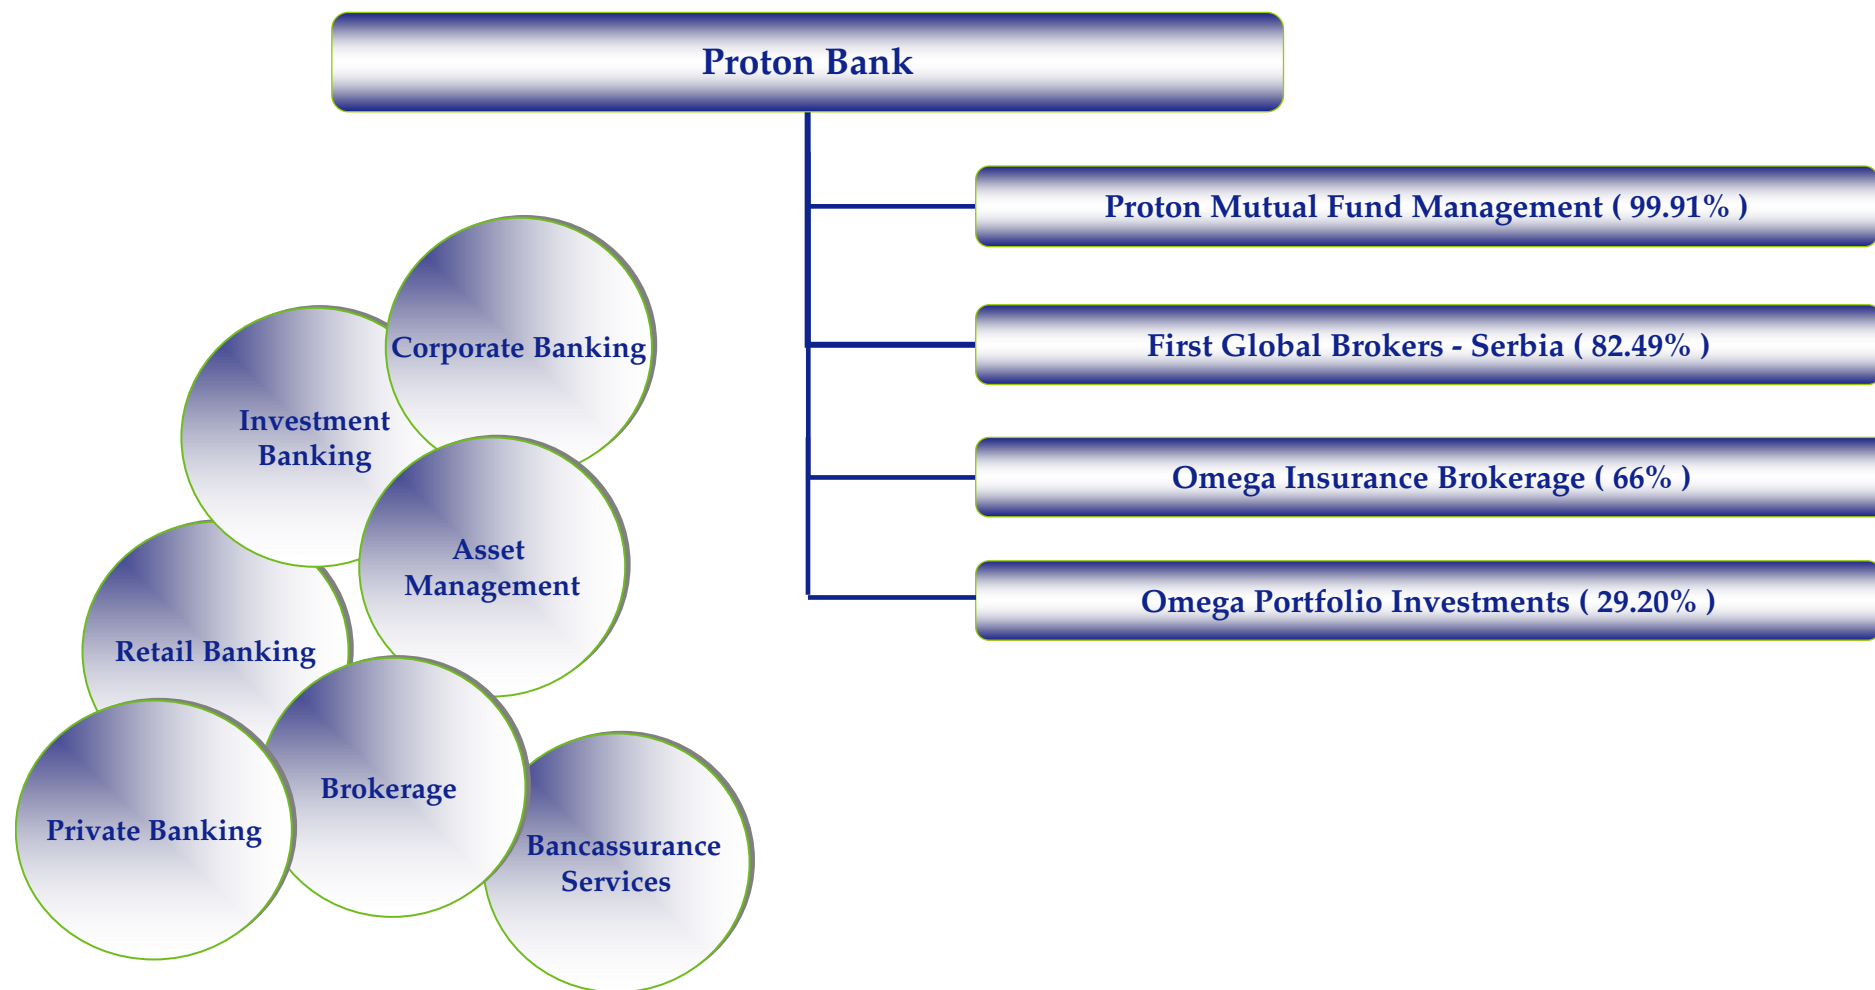 Proton Bank
Proton Mutual Fund Management ( 99.91% )
First Global Brokers - Serbia ( 82.49% )
Omega Insurance Brokerage ( 66% )
Omega Portfolio Investments ( 29.20% )
Corporate Banking
Investment
Banking
Asset
Management
Retail Banking
Brokerage
Private Banking
Bancassurance
Services